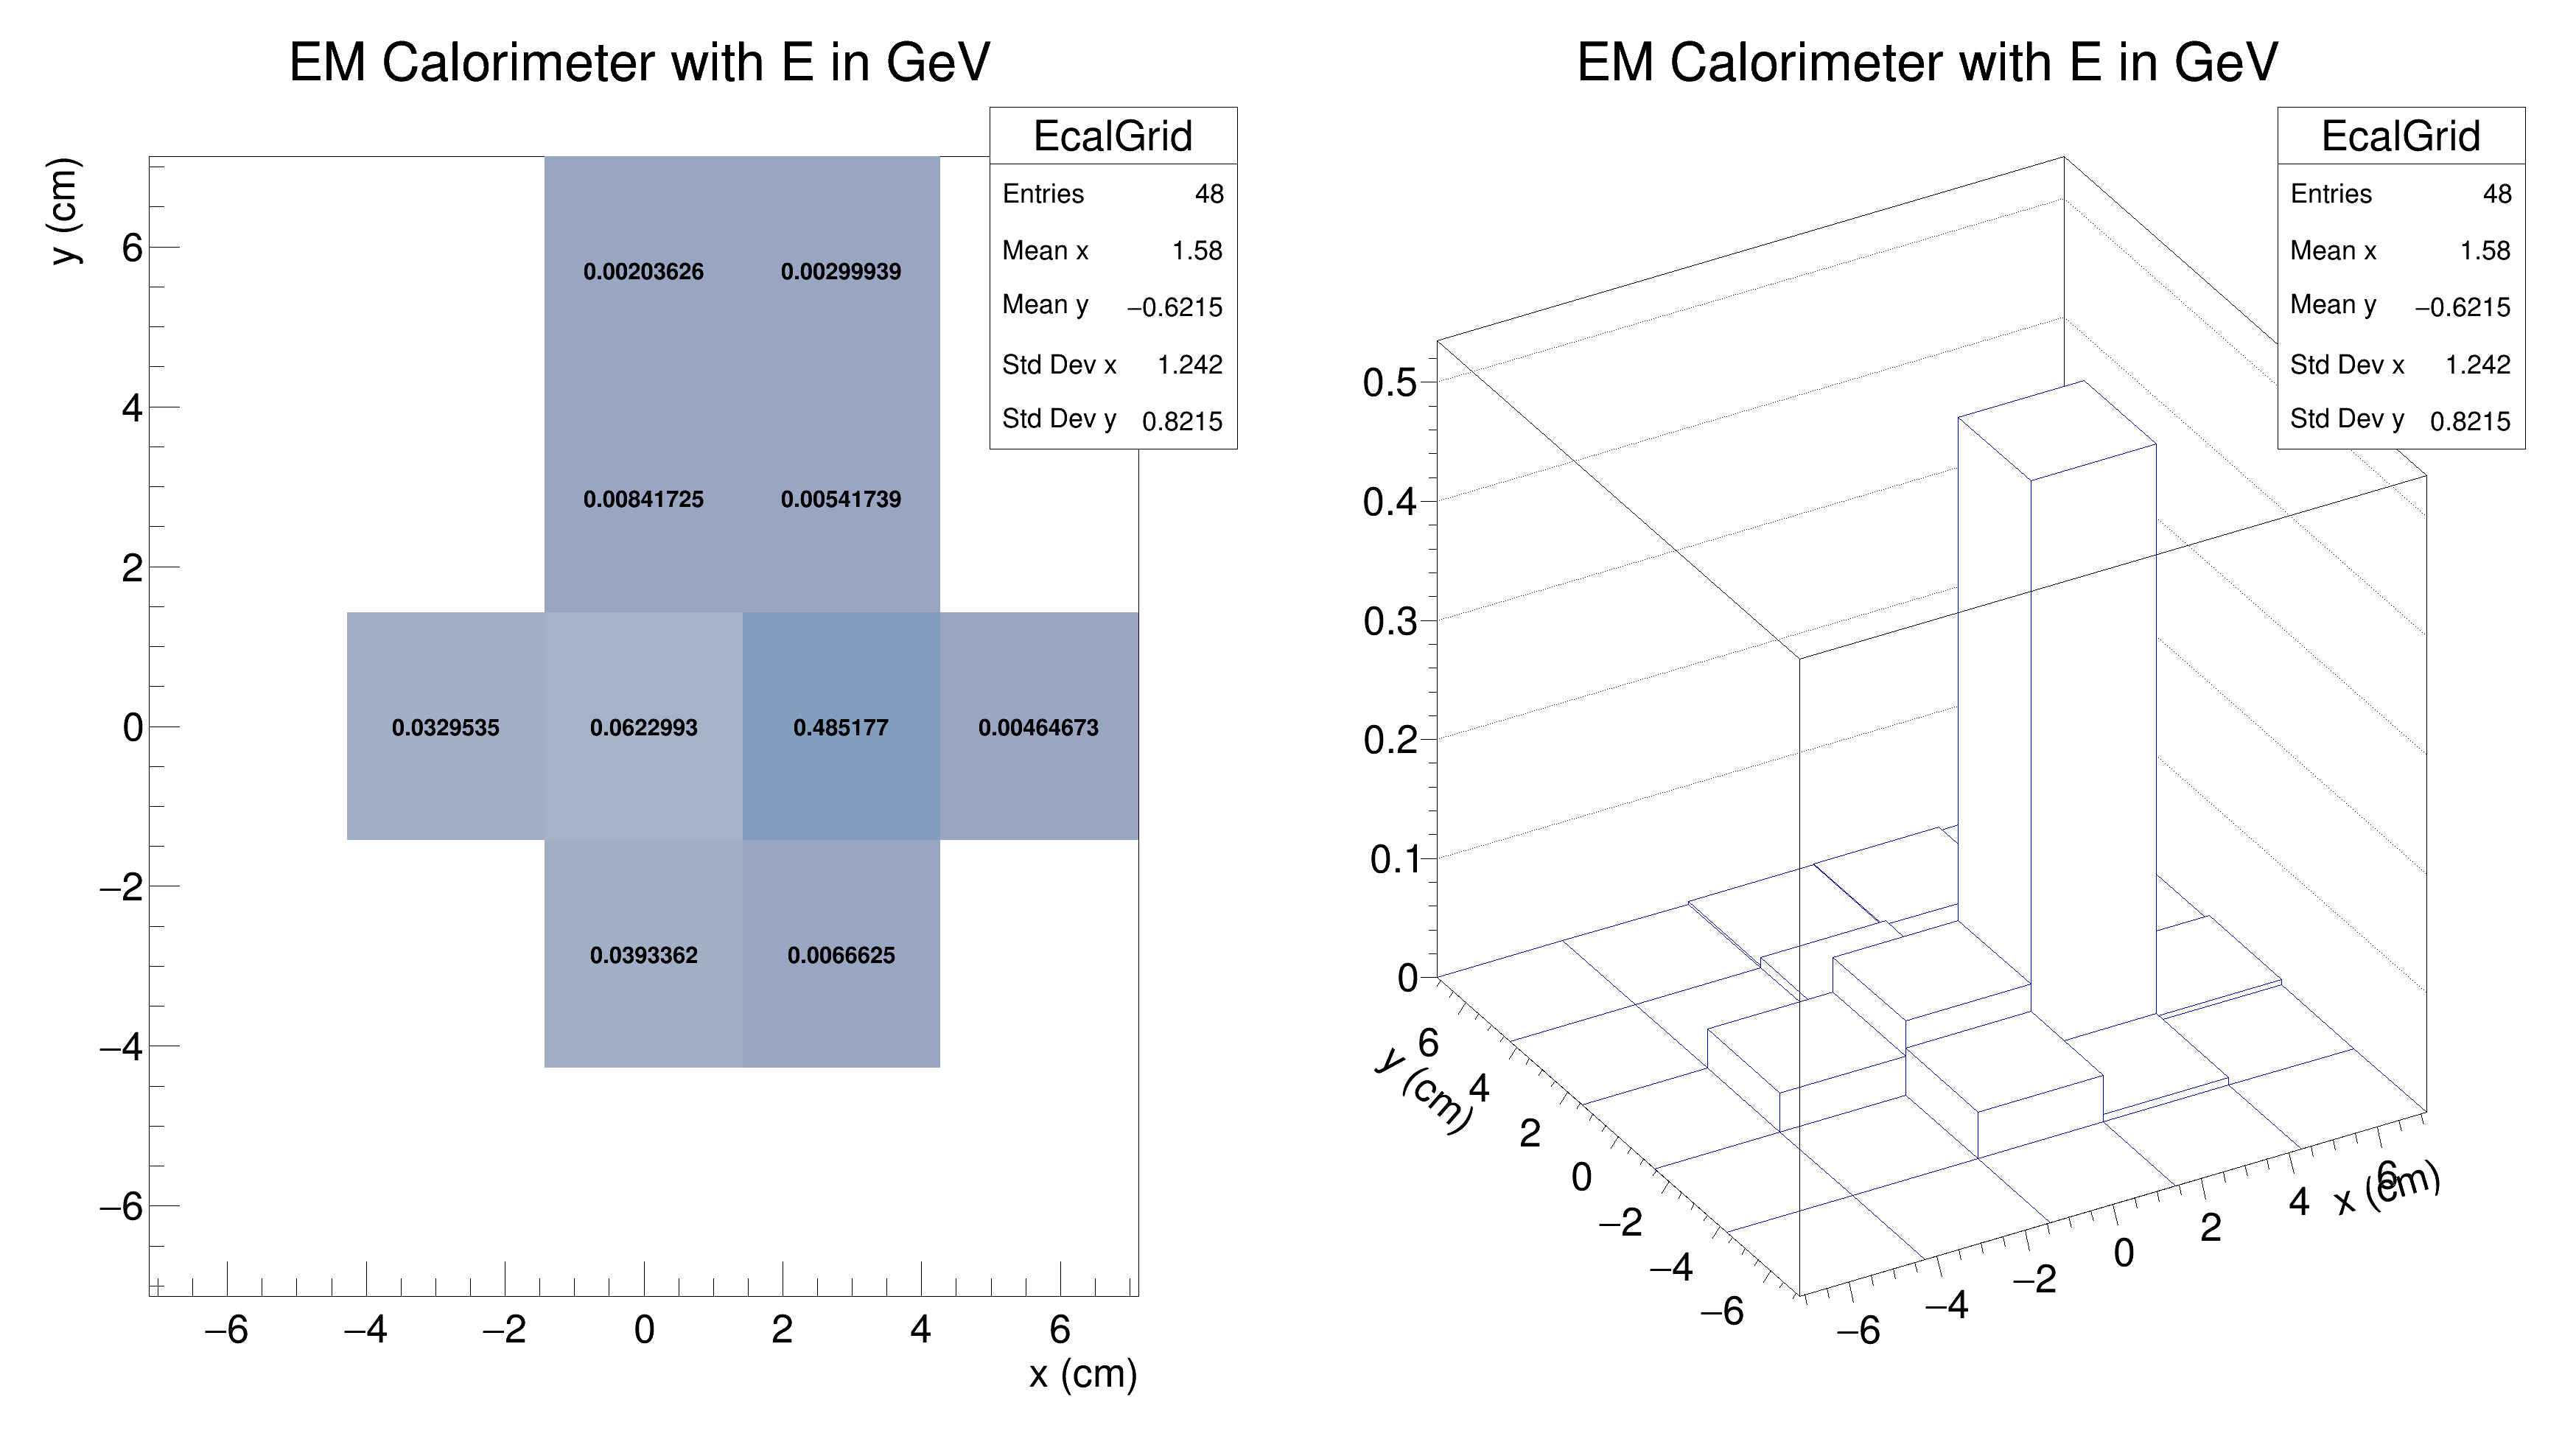 EM Calorimeter with E in GeV
EcalGrid
Entries 48
Mean x 1.58
Mean y −0.6215
Std Dev x 1.242
Std Dev y 0.8215
y (cm)
6
4
2
0
−2
−4
−6
0.00203626 0.00299939
0.00841725 0.00541739
0.0329535 0.0622993 0.485177 0.00464673
0.0393362 0.0066625
−6 −4 −2 0 2 4 6
x (cm)
EM Calorimeter with E in GeV
EcalGrid
Entries 48
Mean x 1.58
Mean y −0.6215
Std Dev x 1.242
Std Dev y 0.8215
0.5
0.4
0.3
0.2
0.1
0
y (cm)
6
4
2
0
−2
−4
−6
−6 −4 −2 0 2 4 6
x (cm)